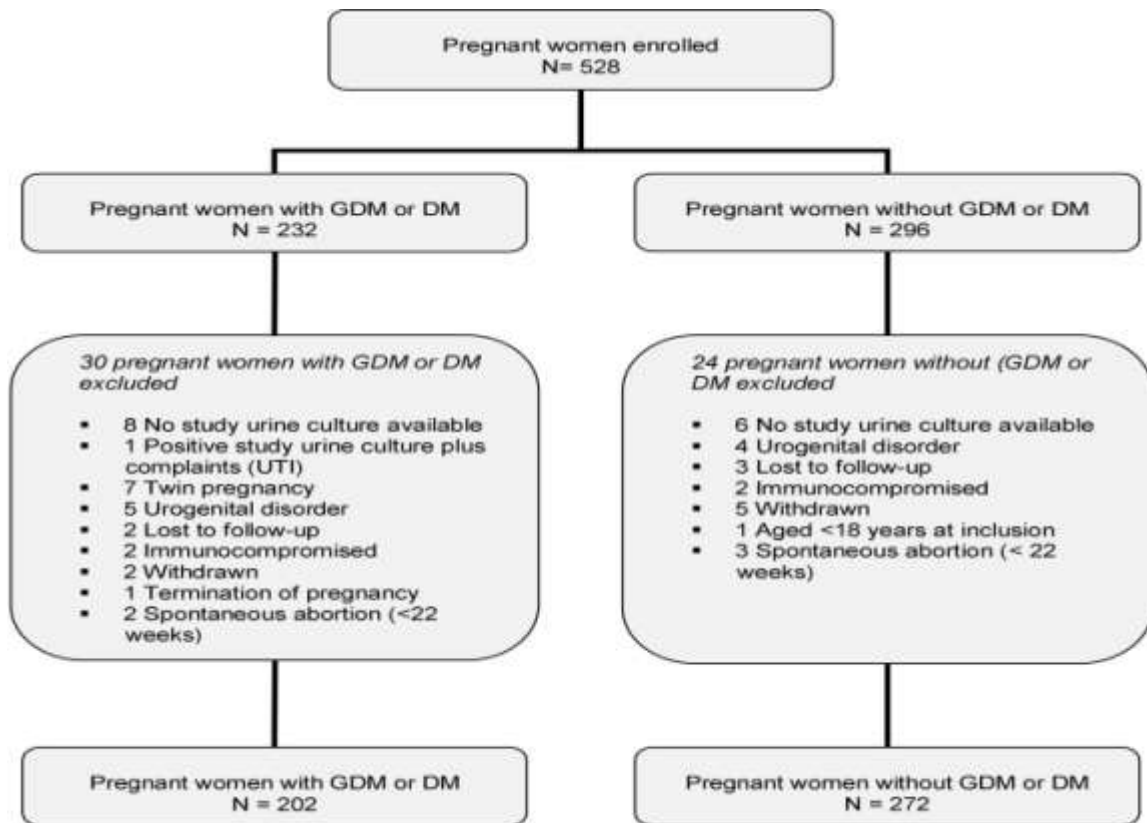 Pregnant women enrolled
N= 528
Pregnant women with GDM or DM
N = 232
Pregnant women without GDM or DM
N = 296
30 pregnant women with GDM or DM
excluded
▪ 8 No study urine culture available
▪ 1 Positive study urine culture plus
complaints (UTI)
▪ 7 Twin pregnancy
▪ 5 Urogenital disorder
▪ 2 Lost to follow-up
▪ 2 Immunocompromised
▪ 2 Withdrawn
▪ 1 Termination of pregnancy
▪ 2 Spontaneous abortion (<22
weeks)
24 pregnant women without (GDM or
DM excluded
▪ 6 No study urine culture available
▪ 4 Urogenital disorder
▪ 3 Lost to follow-up
▪ 2 Immunocompromised
▪ 5 Withdrawn
▪ 1 Aged <18 years at inclusion
▪ 3 Spontaneous abortion (< 22
weeks)
Pregnant women with GDM or DM
N = 202
Pregnant women without GDM or DM
N = 272